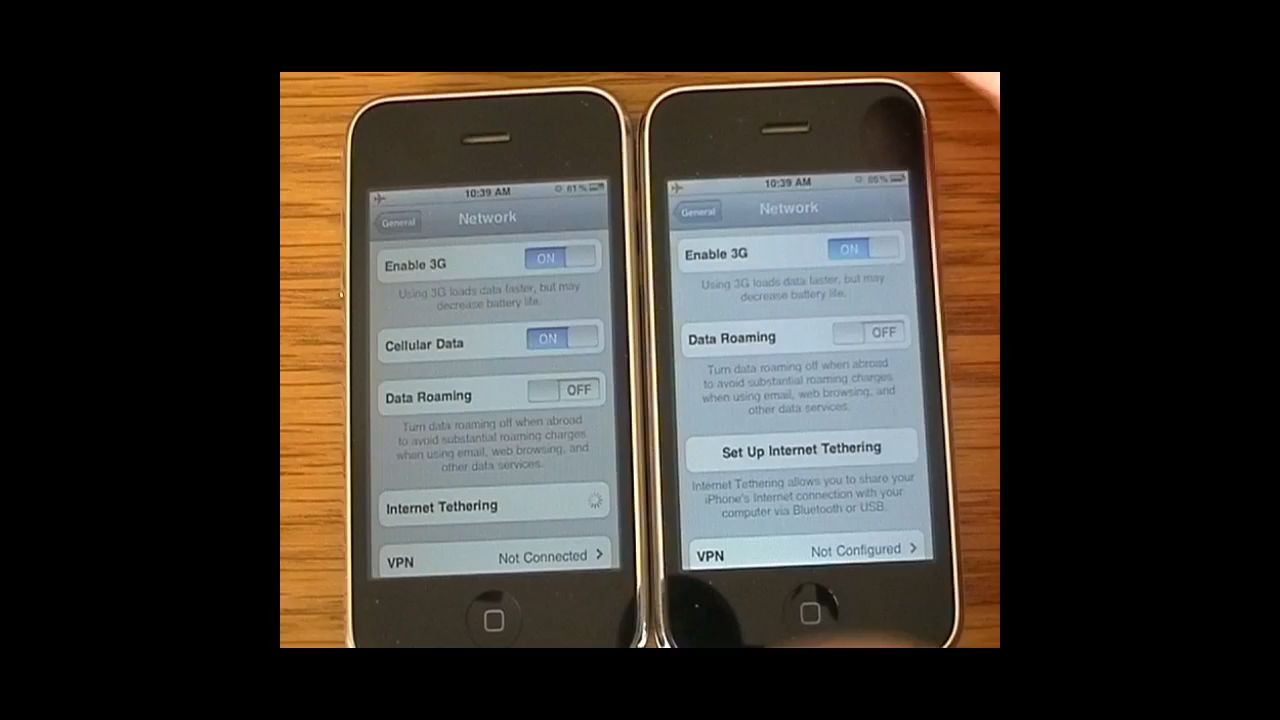 10:39 AM
61%
General
Network
Enable 3G
ON
Using 3G loads data faster, but may
decrease battery life.
Cellular Data
ON
Data Roaming
OFF
Turn data roaming off when abroad
to avoid substantial roaming charges
when using email, web browsing, and
other data services.
Internet Tethering
VPN
Not Connected
10:39 AM
General
Network
Enable 3G
ON
Using 3G loads data faster, but may
decrease battery life.
Data Roaming
OFF
Turn data roaming off when abroad
to avoid substantial roaming charges
when using email, web browsing, and
other data services.
Set Up Internet Tethering
Internet Tethering allows you to share your
iPhone's Internet connection with your
computer via Bluetooth or USB.
VPN
Not Configured